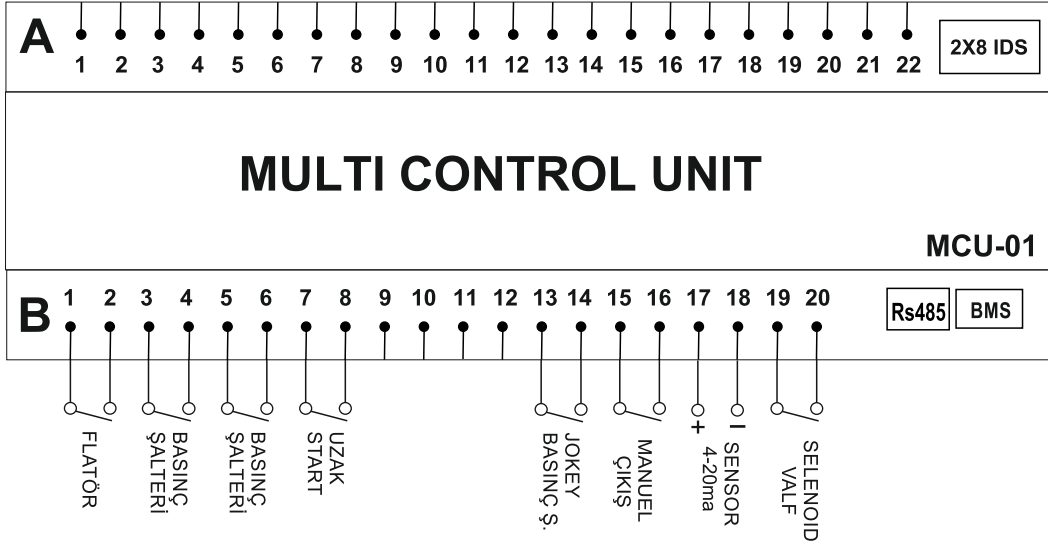 A
1 2 3 4 5 6 7 8 9 10 11 12 13 14 15 16 17 18 19 20 21 22
2X8 IDS
MULTI CONTROL UNIT
MCU-01
B
1 2 3 4 5 6 7 8 9 10 11 12 13 14 15 16 17 18 19 20
Rs485
BMS
FLATÖR
BASINÇ
ŞALTERİ
BASINÇ
ŞALTERİ
UZAK
START
JOKEY
BASINÇ Ş.
MANUEL
ÇIKIŞ
+ −
SENSOR
4-20ma
SELENOID
VALF